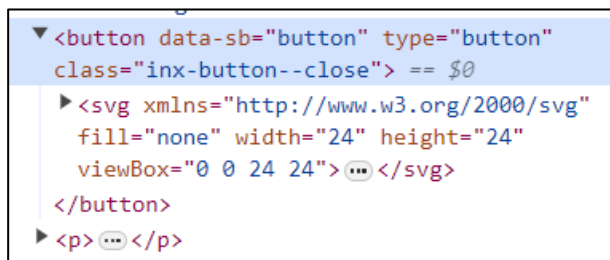 ▼<button data-sb="button" type="button"
class="inx-button--close"> == $0
▶<svg xmlns="http://www.w3.org/2000/svg"
fill="none" width="24" height="24"
viewBox="0 0 24 24">…</svg>
</button>
▶<p>…</p>